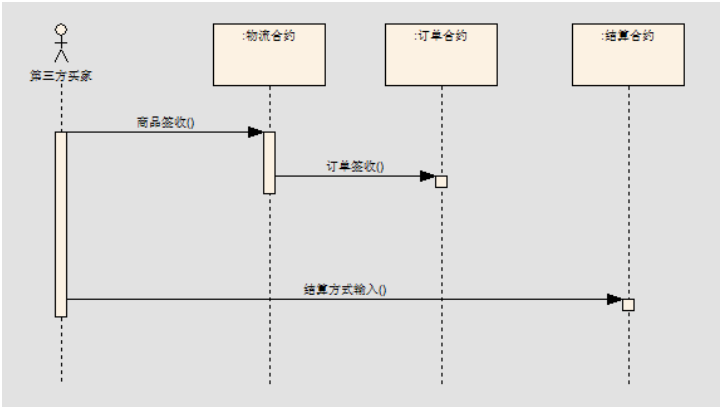 :物流合约
:订单合约
:结算合约
第三方买家
商品签收()
订单签收()
结算方式输入()